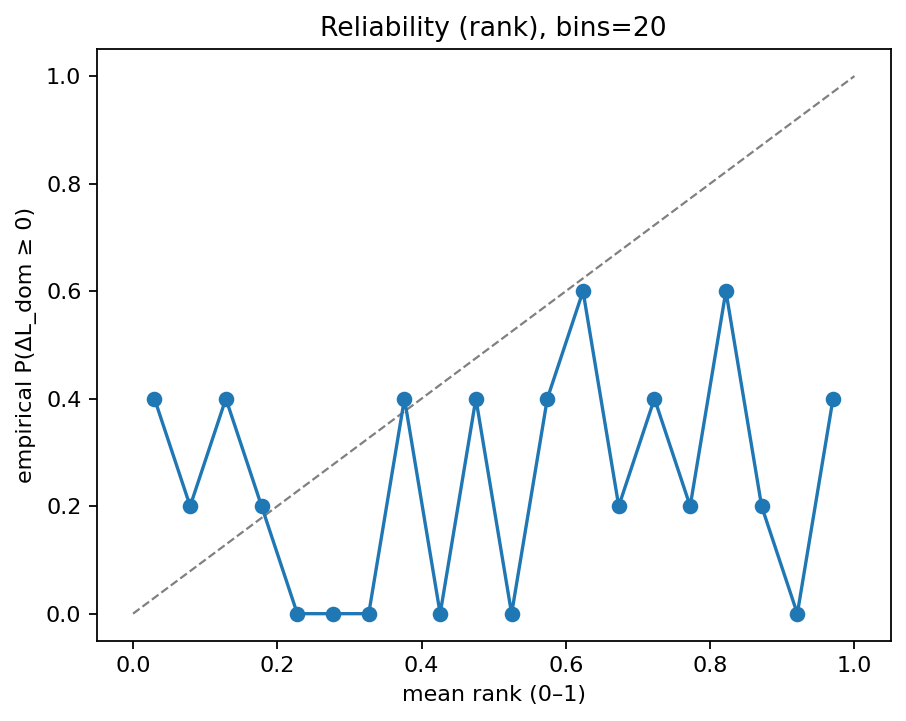 Reliability (rank), bins=20
empirical P(ΔL_dom ≥ 0)
1.0
0.8
0.6
0.4
0.2
0.0
0.0 0.2 0.4 0.6 0.8 1.0
mean rank (0–1)